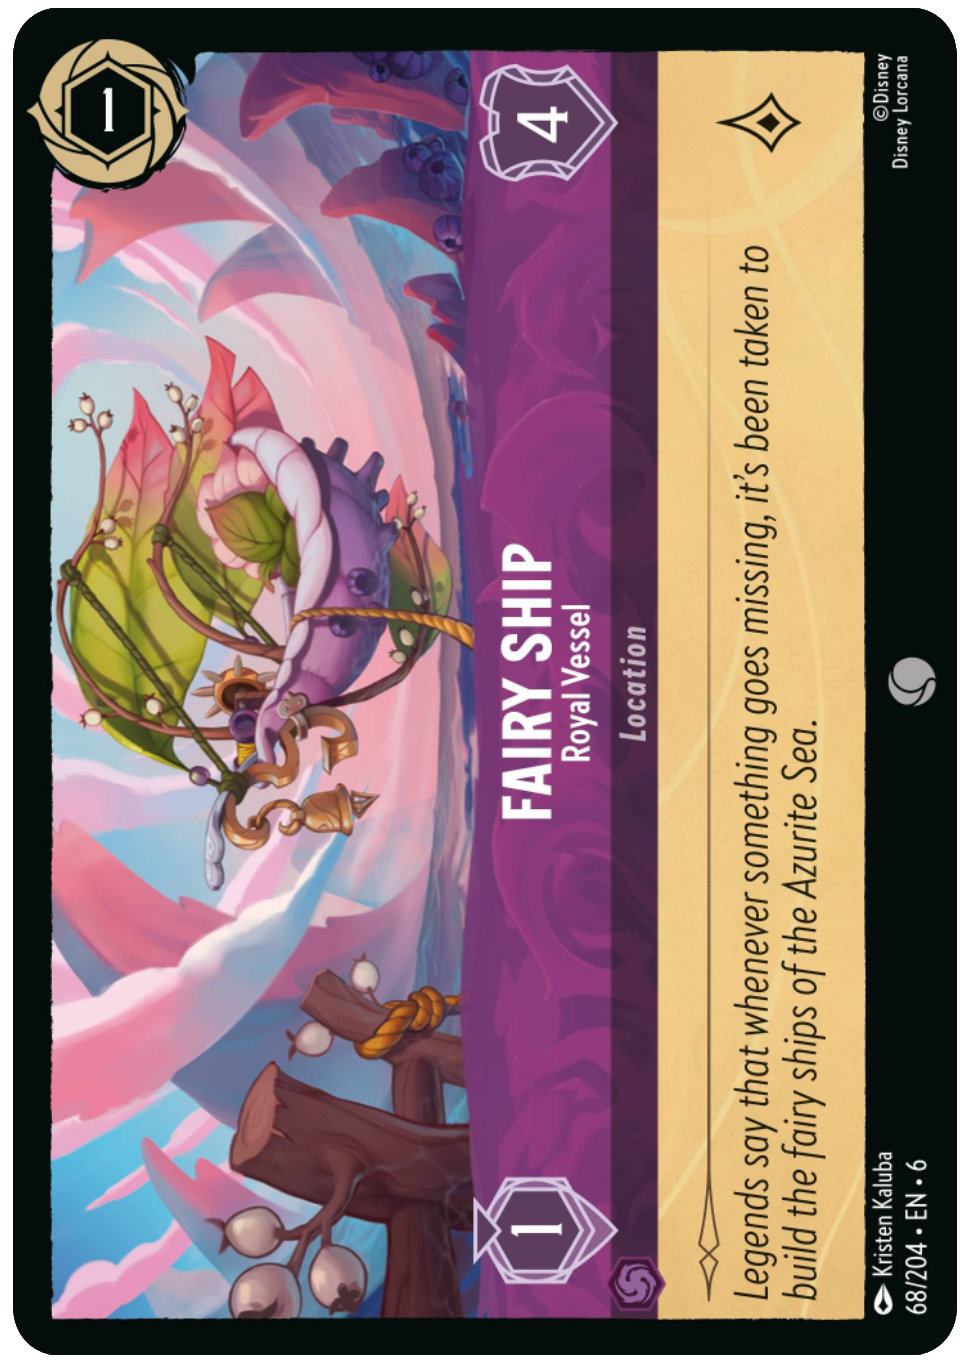 1
FAIRY SHIP
Royal Vessel
1
4
Location
Legends say that whenever something goes missing, it's been taken to
build the fairy ships of the Azurite Sea.
Kristen Kaluba
68/204 • EN • 6
©Disney
Disney Lorcana